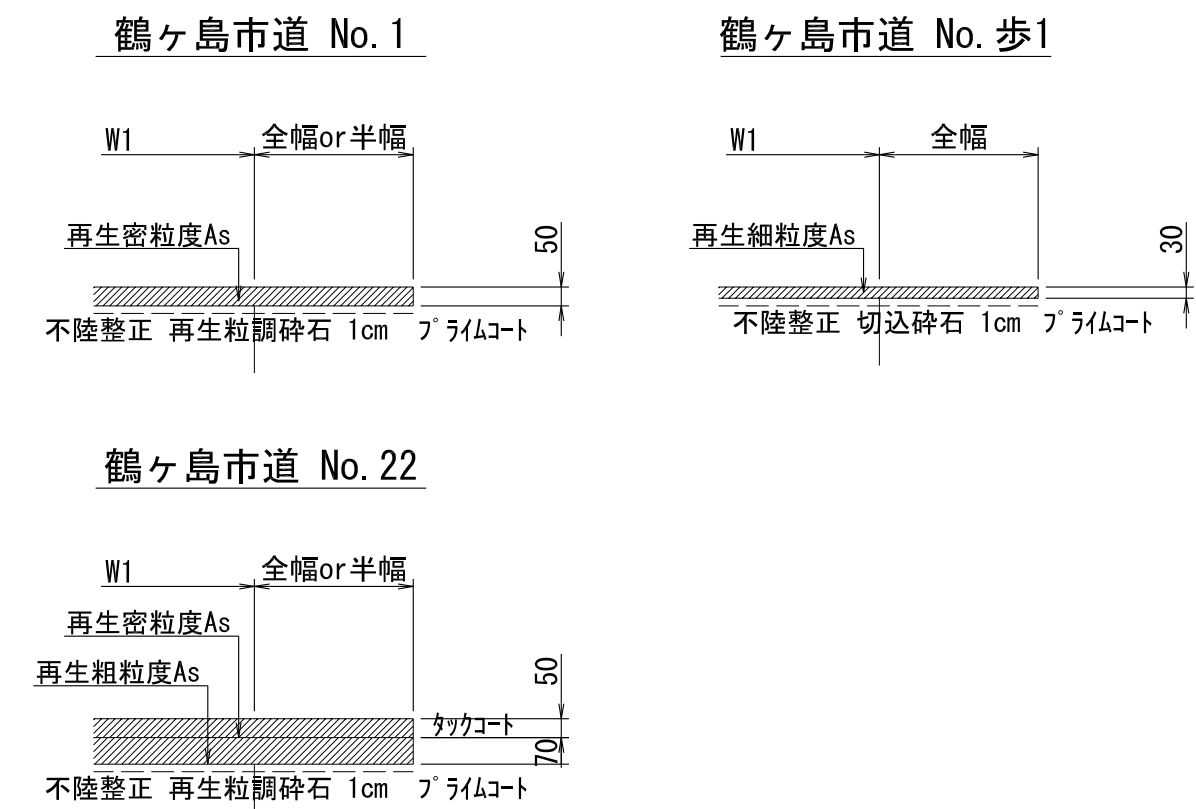 鶴ヶ島市道 No.1
W1
全幅or半幅
再生密粒度As
50
不陸整正 再生粒調砕石 1cm プライムコート
鶴ヶ島市道 No.歩1
W1
全幅
再生細粒度As
30
不陸整正 切込砕石 1cm プライムコート
鶴ヶ島市道 No.22
W1
全幅or半幅
再生密粒度As
再生粗粒度As
50
タックコート
70
不陸整正 再生粒調砕石 1cm プライムコート